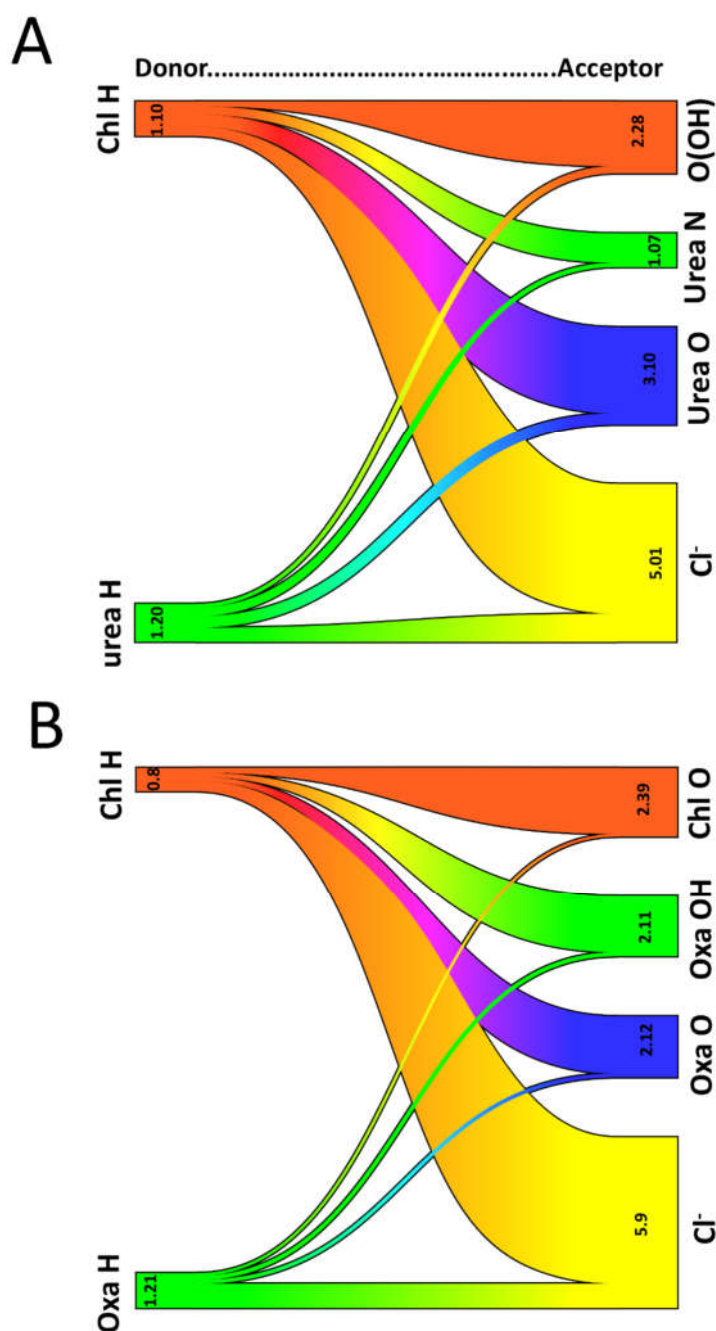 A
Donor........................................Acceptor
Chl H
1.10
2.28
O(OH)
1.07
Urea N
3.10
Urea O
urea H
1.20
5.01
Cl-
B
Chl H
0.8
2.39
Chl O
2.11
Oxa OH
2.12
Oxa O
Oxa H
1.21
5.9
Cl-